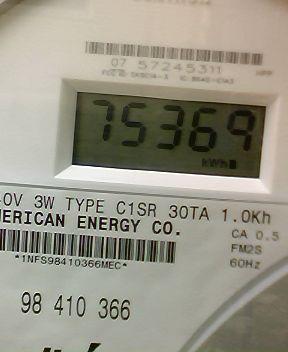 07 57245311
75369
kWh
0V 3W TYPE C1SR 30TA 1.0Kh
MERICAN ENERGY CO.
CA 0.5
FM2S
60Hz
*1NFS98410366MEC*
98 410 366